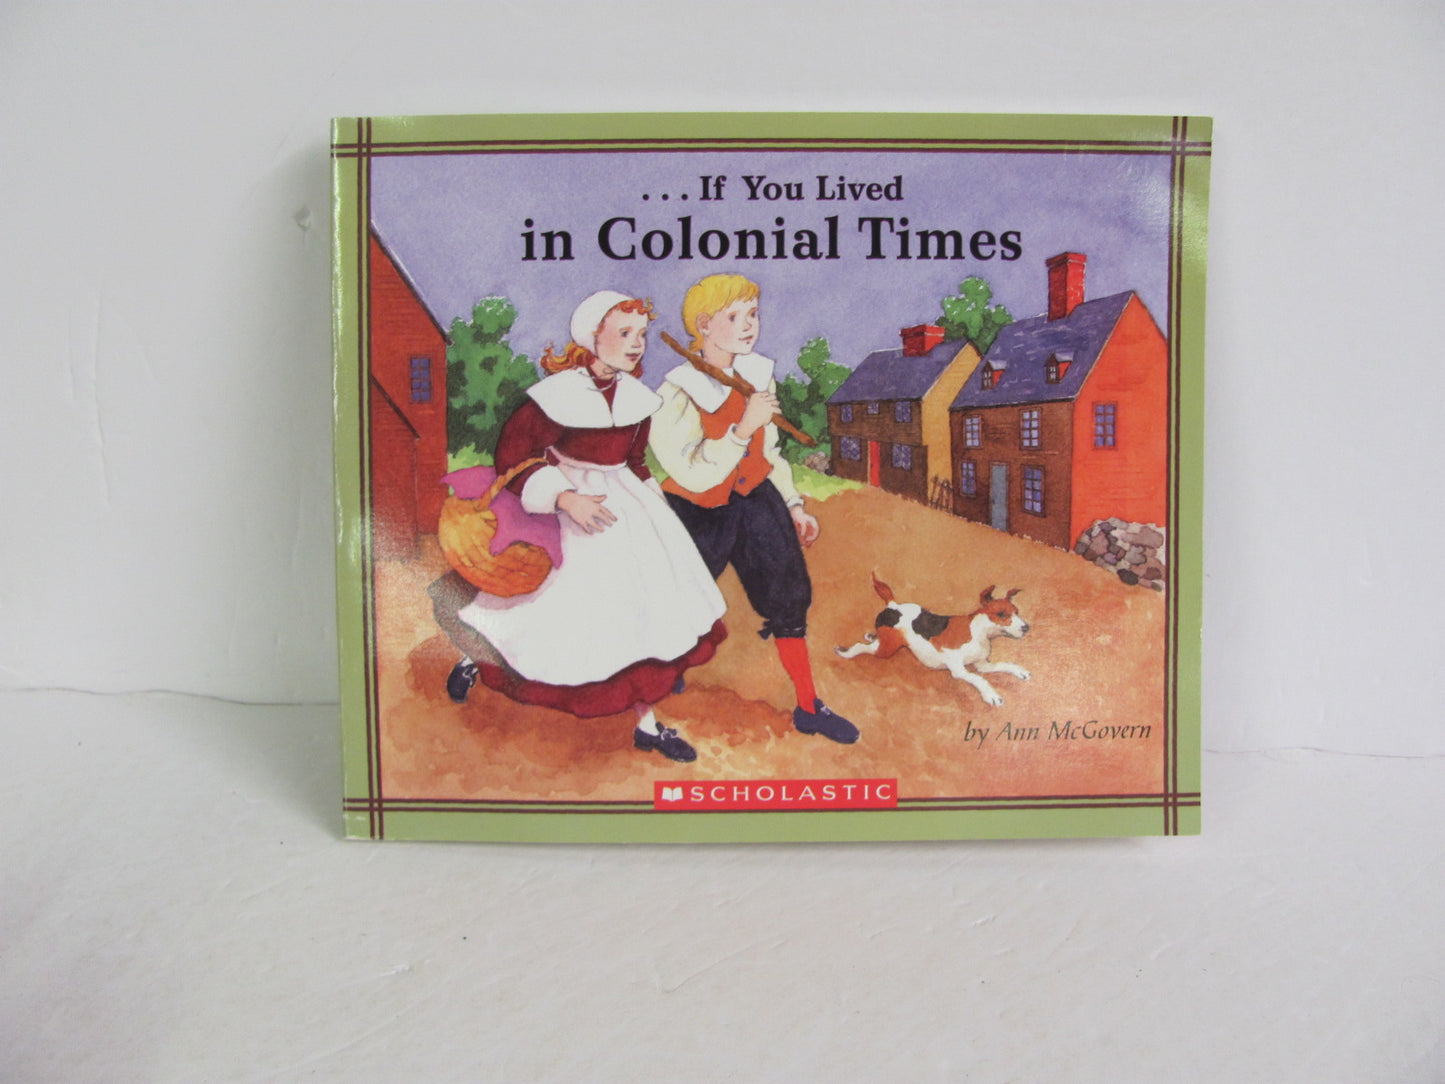 . . . If You Lived
in Colonial Times
by Ann McGovern
SCHOLASTIC